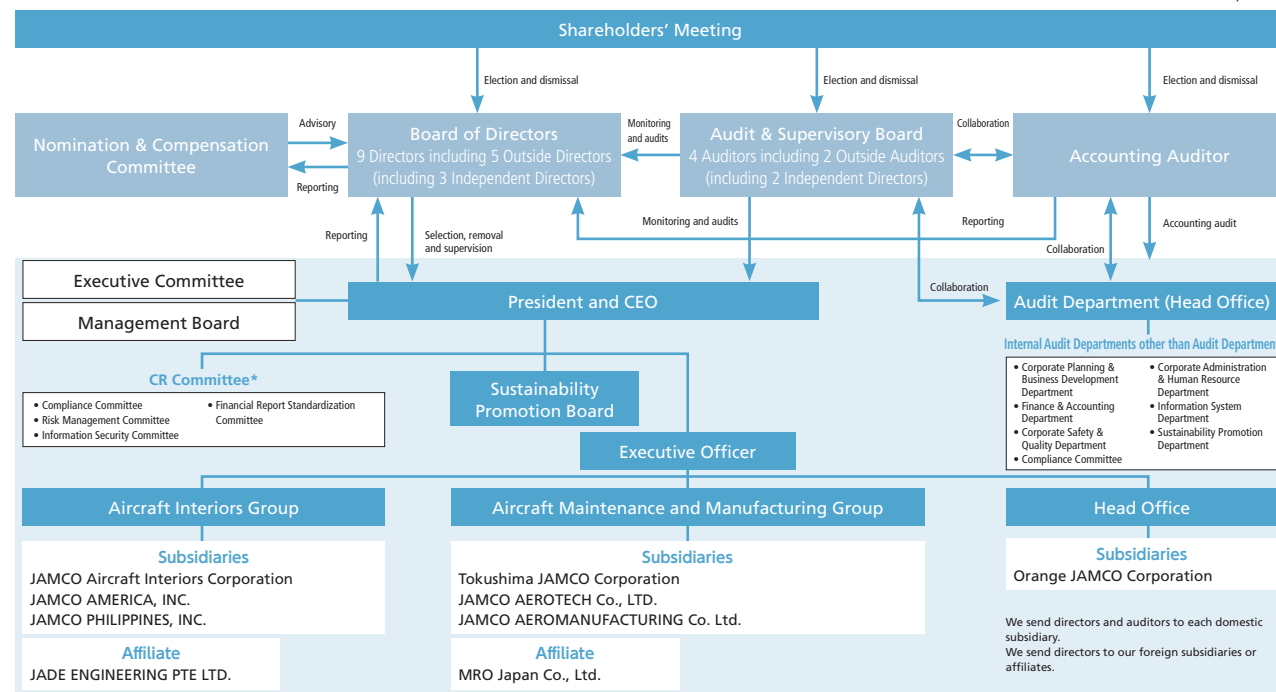 Shareholders' Meeting
Election and dismissal
Election and dismissal
Election and dismissal
Nomination & Compensation
Committee
Advisory
Reporting
Board of Directors
9 Directors including 5 Outside Directors
(including 3 Independent Directors)
Monitoring
and audits
Audit & Supervisory Board
4 Auditors including 2 Outside Auditors
(including 2 Independent Directors)
Collaboration
Accounting Auditor
Reporting
Selection, removal
and supervision
Monitoring and audits
Reporting
Collaboration
Accounting audit
Executive Committee
Management Board
President and CEO
Collaboration
Audit Department (Head Office)
Internal Audit Departments other than Audit Department
• Corporate Planning &
Business Development
Department
• Finance & Accounting
Department
• Corporate Safety &
Quality Department
• Compliance Committee
• Corporate Administration
& Human Resource
Department
• Information System
Department
• Sustainability Promotion
Department
CR Committee*
• Compliance Committee
• Risk Management Committee
• Information Security Committee
• Financial Report Standardization
Committee
Sustainability
Promotion Board
Executive Officer
Aircraft Interiors Group
Subsidiaries
JAMCO Aircraft Interiors Corporation
JAMCO AMERICA, INC.
JAMCO PHILIPPINES, INC.
Affiliate
JADE ENGINEERING PTE LTD.
Aircraft Maintenance and Manufacturing Group
Subsidiaries
Tokushima JAMCO Corporation
JAMCO AEROTECH Co., LTD.
JAMCO AEROMANUFACTURING Co. Ltd.
Affiliate
MRO Japan Co., Ltd.
Head Office
Subsidiaries
Orange JAMCO Corporation
We send directors and auditors to each domestic
subsidiary.
We send directors to our foreign subsidiaries or
affiliates.